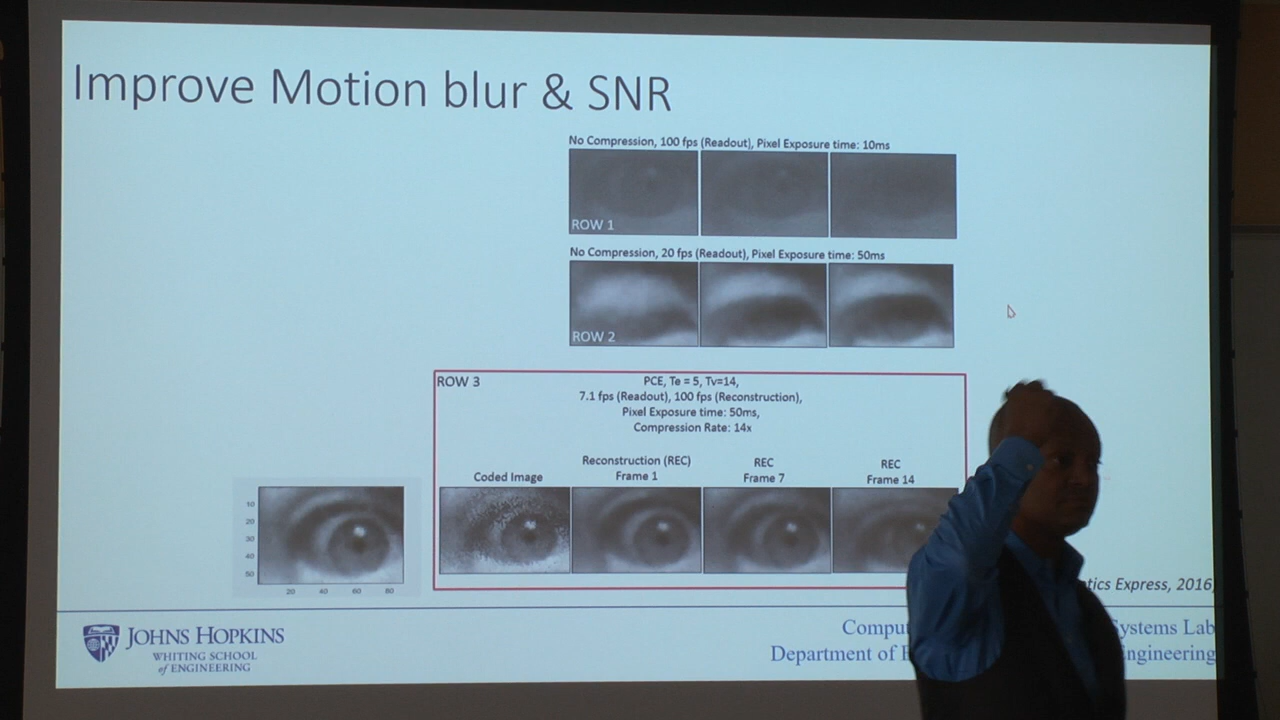 Improve Motion blur & SNR
No Compression, 100 fps (Readout), Pixel Exposure time: 10ms
ROW 1
No Compression, 20 fps (Readout), Pixel Exposure time: 50ms
ROW 2
ROW 3
PCE, Te = 5, Tv=14,
7.1 fps (Readout), 100 fps (Reconstruction),
Pixel Exposure time: 50ms,
Compression Rate: 14x
Coded Image
Reconstruction (REC)
Frame 1
REC
Frame 7
REC
Frame 14
10
20
30
40
50
20 40 60 80
Express, 2016
JOHNS HOPKINS
WHITING SCHOOL
of ENGINEERING
Systems Lab
Department of